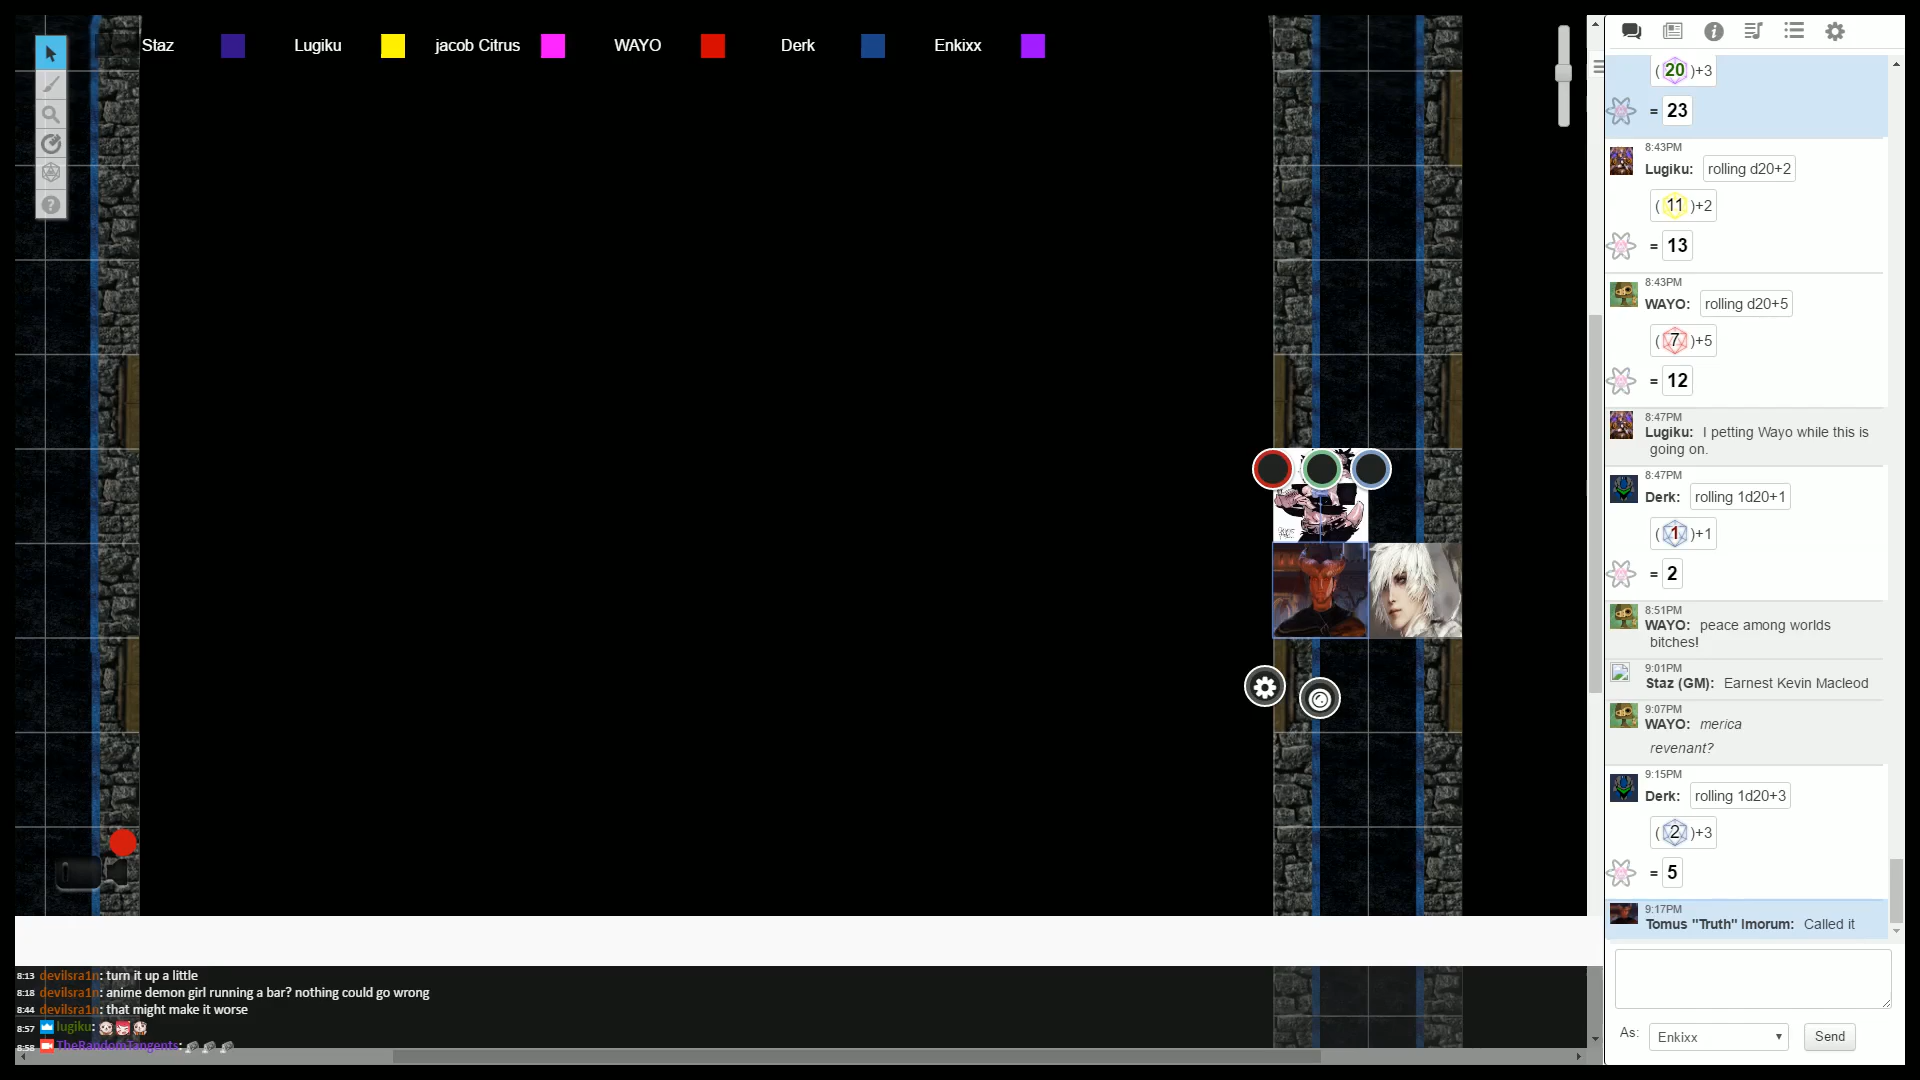 Staz Lugiku jacob Citrus WAYO Derk Enkixx
( 20 )+3
= 23
8:43PM
Lugiku: rolling d20+2
( 11 )+2
= 13
8:43PM
WAYO: rolling d20+5
( 7 )+5
= 12
8:47PM
Lugiku: I petting Wayo while this is
going on.
8:47PM
Derk: rolling 1d20+1
( 1 )+1
= 2
8:51PM
WAYO: peace among worlds
bitches!
9:01PM
Staz (GM): Earnest Kevin Macleod
9:07PM
WAYO: merica
revenant?
9:15PM
Derk: rolling 1d20+3
( 2 )+3
= 5
9:17PM
Tomus "Truth" Imorum: Called it
As: Enkixx Send
8:13 devilsra1n: turn it up a little
8:18 devilsra1n: anime demon girl running a bar? nothing could go wrong
8:44 devilsra1n: that might make it worse
8:57 lugiku:
8:58 TheRandomTangents: